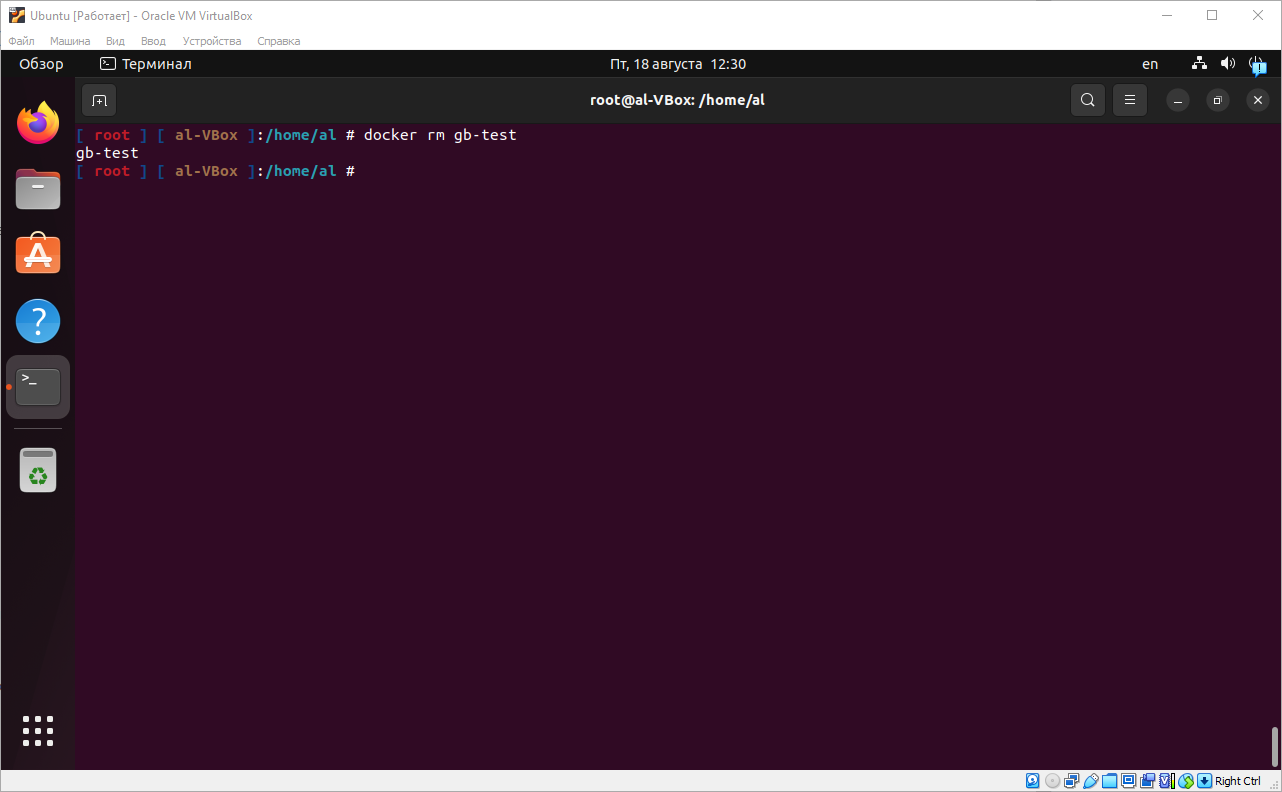 Ubuntu [Работает] - Oracle VM VirtualBox
Файл Машина Вид Ввод Устройства Справка
Обзор Терминал Пт, 18 августа 12:30 en
root@al-VBox: /home/al
[ root ] [ al-VBox ]:/home/al # docker rm gb-test
gb-test
[ root ] [ al-VBox ]:/home/al #
Right Ctrl